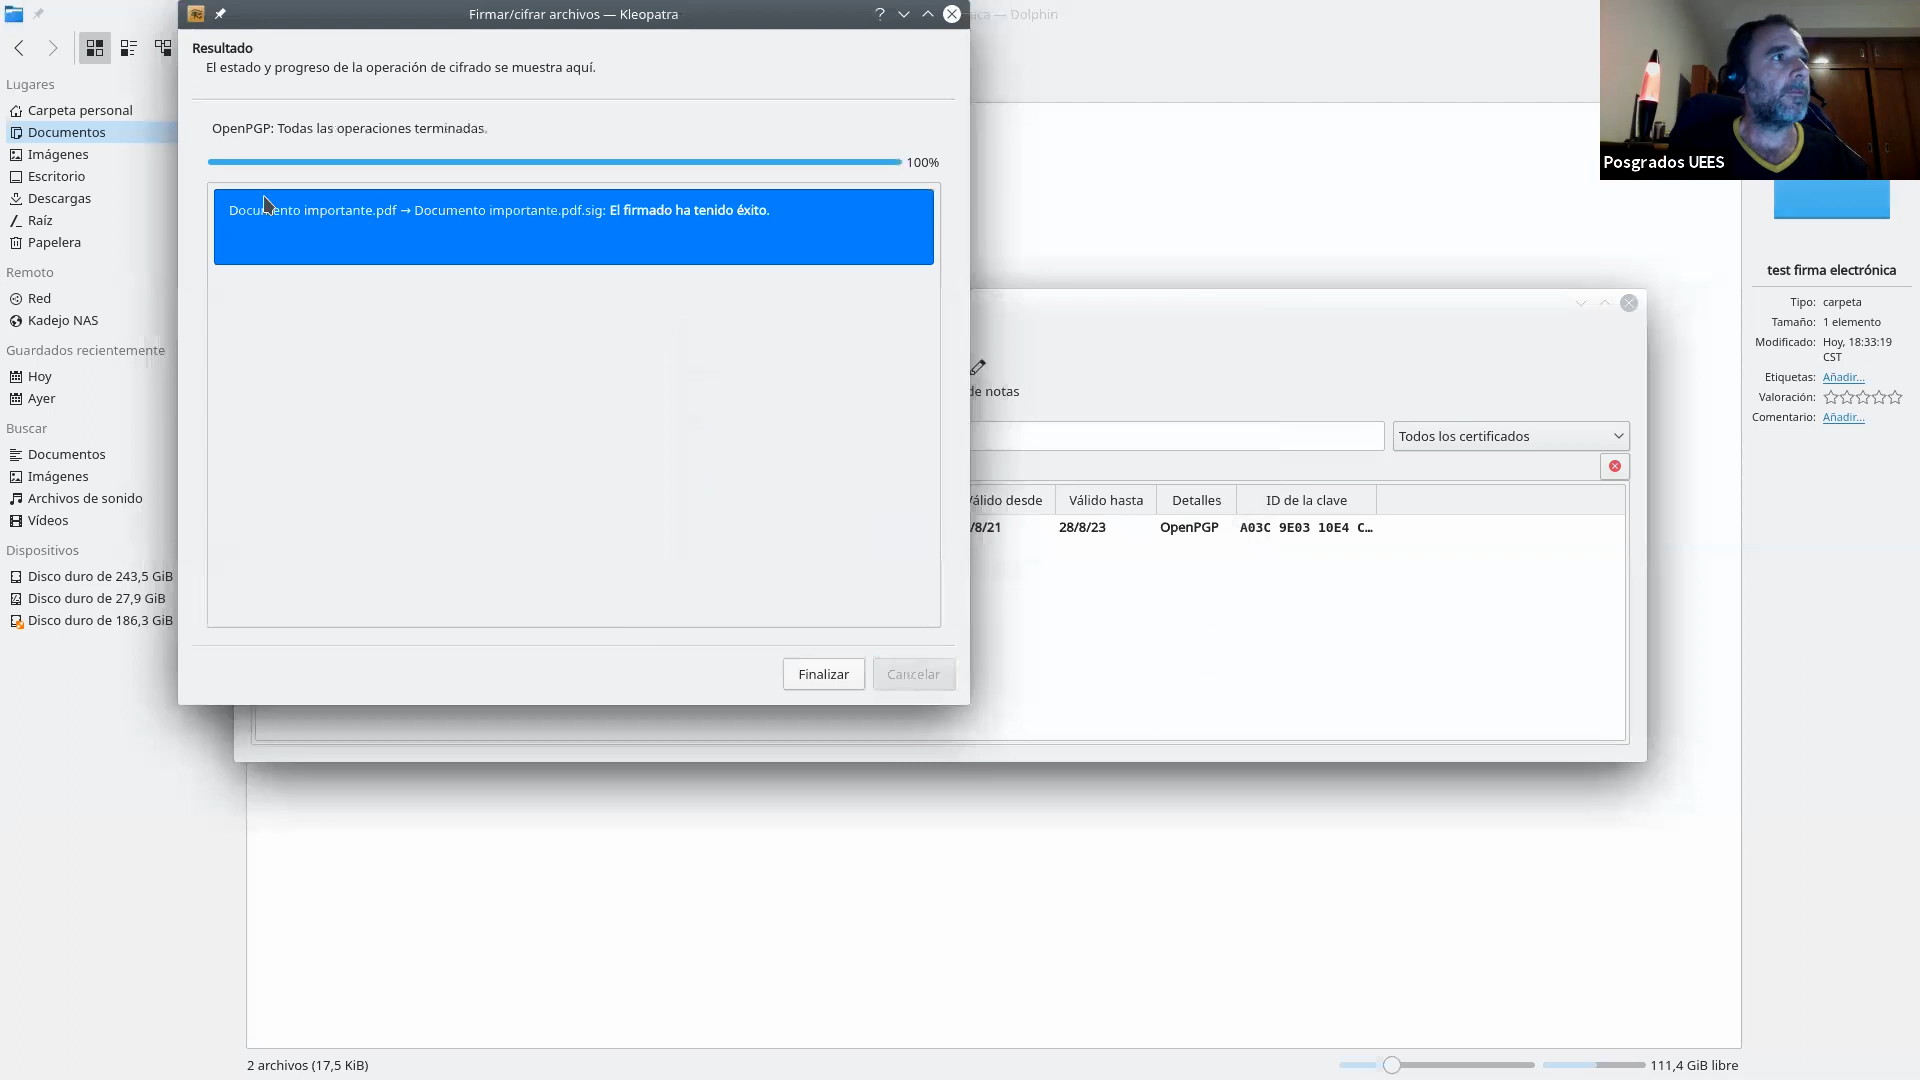 Firmar/cifrar archivos — Kleopatra
— Dolphin
Resultado
El estado y progreso de la operación de cifrado se muestra aquí.
OpenPGP: Todas las operaciones terminadas.
100%
Documento importante.pdf → Documento importante.pdf.sig: El firmado ha tenido éxito.
Finalizar
Cancelar
Lugares
Carpeta personal
Documentos
Imágenes
Escritorio
Descargas
Raíz
Papelera
Remoto
Red
Kadejo NAS
Guardados recientemente
Hoy
Ayer
Buscar
Documentos
Imágenes
Archivos de sonido
Vídeos
Dispositivos
Disco duro de 243,5 GiB
Disco duro de 27,9 GiB
Disco duro de 186,3 GiB
de notas
Todos los certificados
Válido desde
Válido hasta
Detalles
ID de la clave
/8/21
28/8/23
OpenPGP
A03C 9E03 10E4 C…
Posgrados UEES
test firma electrónica
Tipo: carpeta
Tamaño: 1 elemento
Modificado: Hoy, 18:33:19
CST
Etiquetas: Añadir...
Valoración:
Comentario: Añadir...
2 archivos (17,5 KiB)
111,4 GiB libre